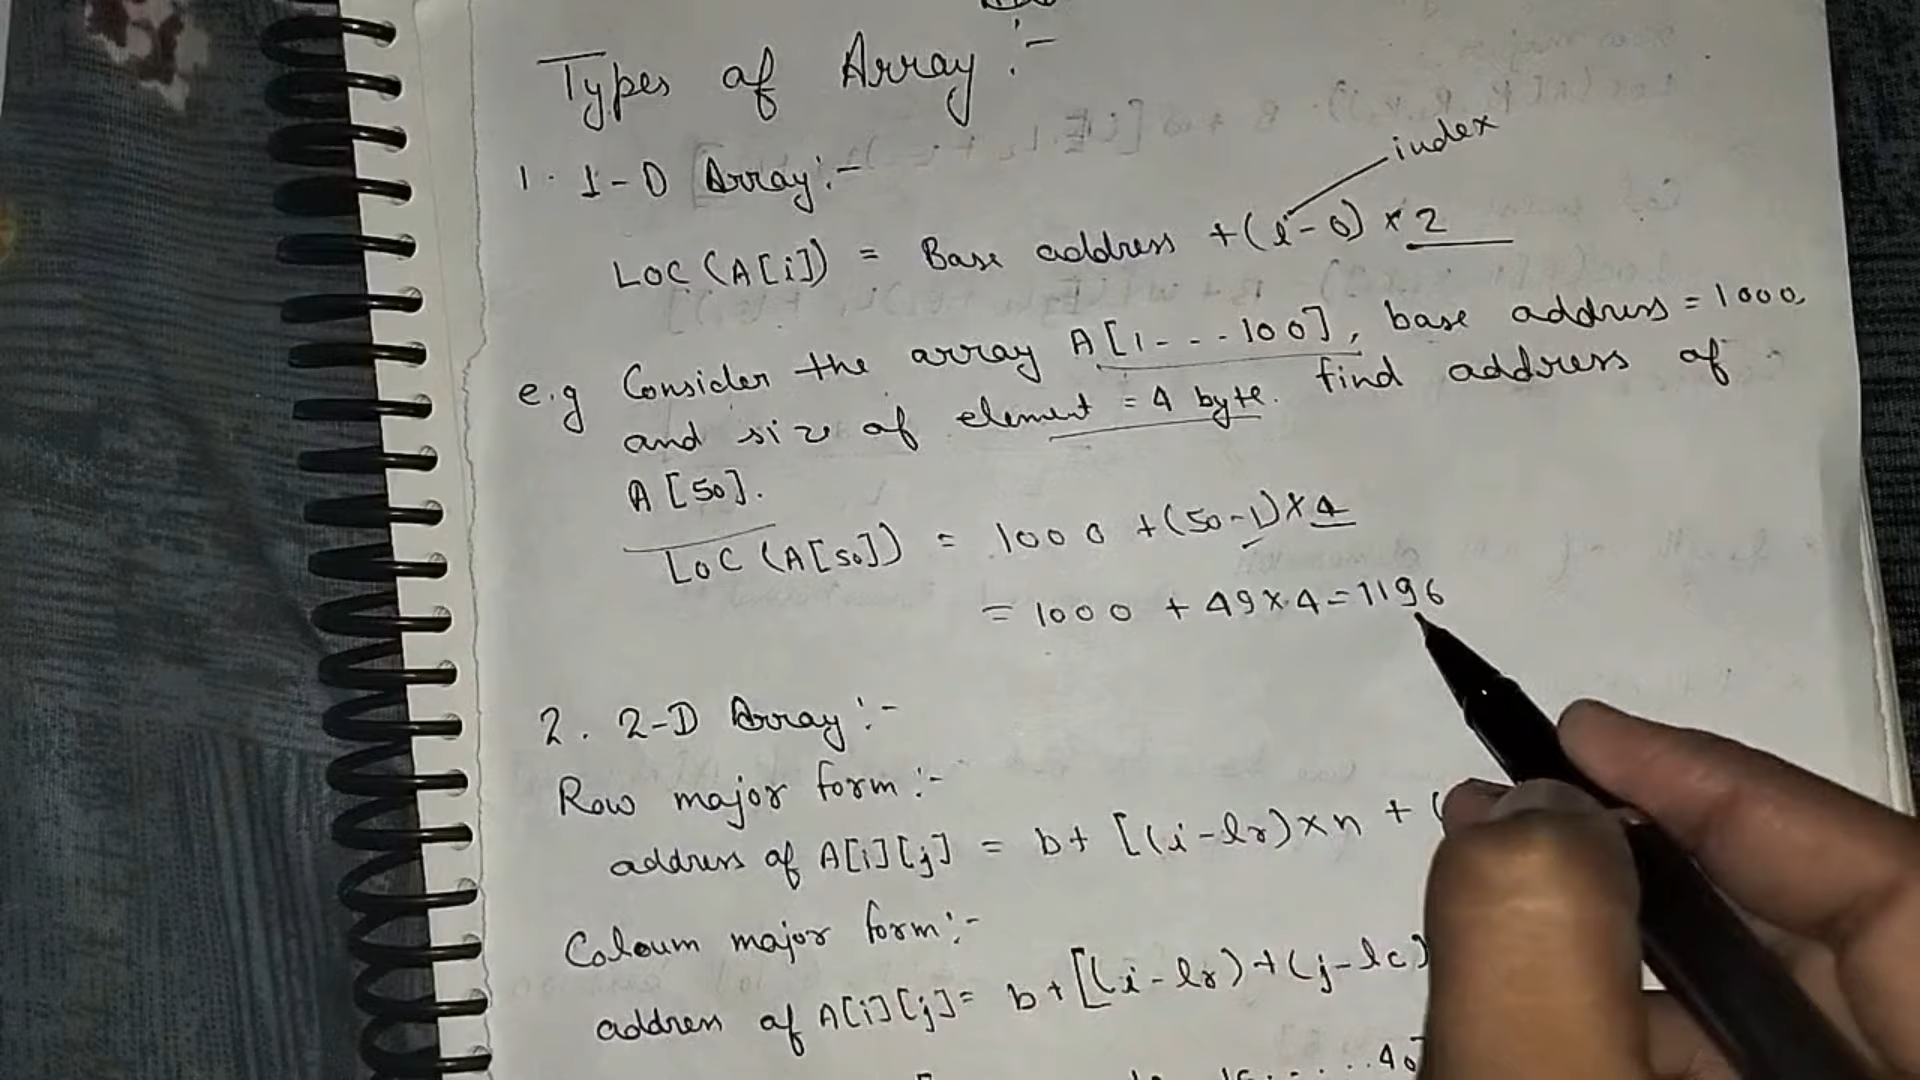 Types of Array :-
index
1. 1-D Array :-
LOC (A[i]) = Base address + (i-0) × 2
e.g Consider the array A[1---100], base address = 1000,
and size of element = 4 byte. find address of
A[50].
LOC (A[50]) = 1000 + (50-1) × 4
= 1000 + 49×4 = 1196
2. 2-D Array :-
Row major form :-
address of A[i][j] = b+ [(i-lr)×n + (
Coloum major form :-
address of A[i][j] = b+[(i-lr)+(j-lc)